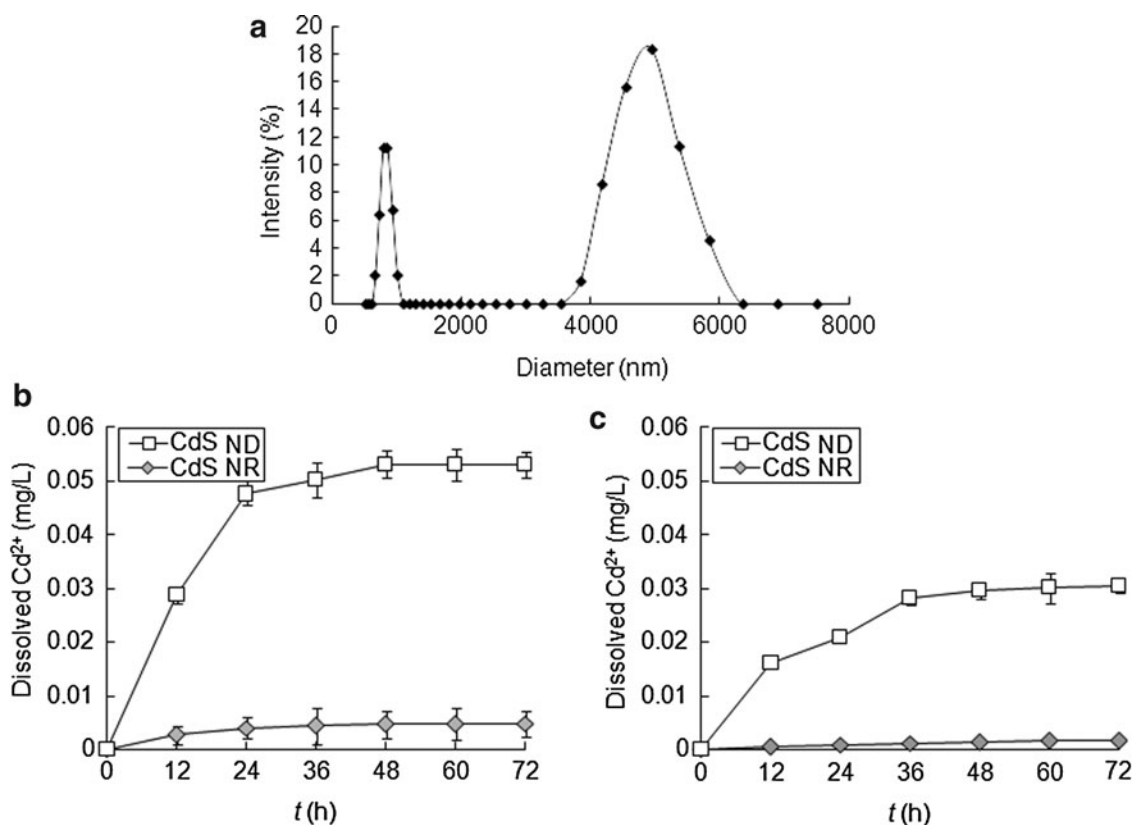 a
20
18
16
14
12
10
8
6
4
2
0
Intensity (%)
0 2000 4000 6000 8000
Diameter (nm)
b
0.06
0.05
0.04
0.03
0.02
0.01
0
Dissolved Cd²⁺ (mg/L)
CdS ND
CdS NR
0 12 24 36 48 60 72
t (h)
c
0.06
0.05
0.04
0.03
0.02
0.01
0
Dissolved Cd²⁺ (mg/L)
CdS ND
CdS NR
0 12 24 36 48 60 72
t (h)